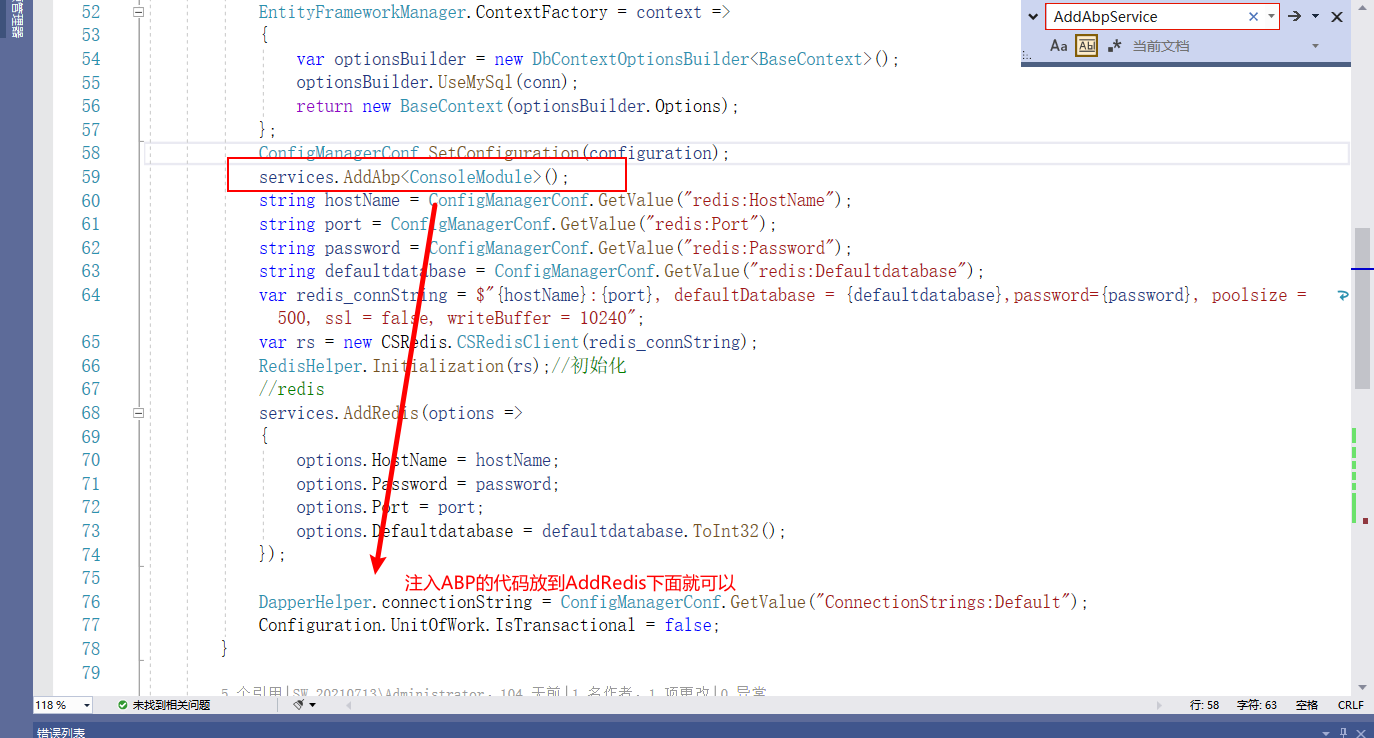 52 EntityFrameworkManager.ContextFactory = context =>
53 {
54 var optionsBuilder = new DbContextOptionsBuilder<BaseContext>();
55 optionsBuilder.UseMySql(conn);
56 return new BaseContext(optionsBuilder.Options);
57 };
58 ConfigManagerConf.SetConfiguration(configuration);
59 services.AddAbp<ConsoleModule>();
60 string hostName = ConfigManagerConf.GetValue("redis:HostName");
61 string port = ConfigManagerConf.GetValue("redis:Port");
62 string password = ConfigManagerConf.GetValue("redis:Password");
63 string defaultdatabase = ConfigManagerConf.GetValue("redis:Defaultdatabase");
64 var redis_connString = $"{hostName}:{port}, defaultDatabase = {defaultdatabase},password={password}, poolsize =
500, ssl = false, writeBuffer = 10240";
65 var rs = new CSRedis.CSRedisClient(redis_connString);
66 RedisHelper.Initialization(rs);//初始化
67 //redis
68 services.AddRedis(options =>
69 {
70 options.HostName = hostName;
71 options.Password = password;
72 options.Port = port;
73 options.Defaultdatabase = defaultdatabase.ToInt32();
74 });
75
注入ABP的代码放到AddRedis下面就可以
76 DapperHelper.connectionString = ConfigManagerConf.GetValue("ConnectionStrings:Default");
77 Configuration.UnitOfWork.IsTransactional = false;
78 }
79
5 个引用|SW_20210713\Administrator，104 天前|1 名作者，1 项更改|0 异常
AddAbpService
Aa Abl .* 当前文档
118 % 未找到相关问题 行: 58 字符: 63 空格 CRLF
错误列表